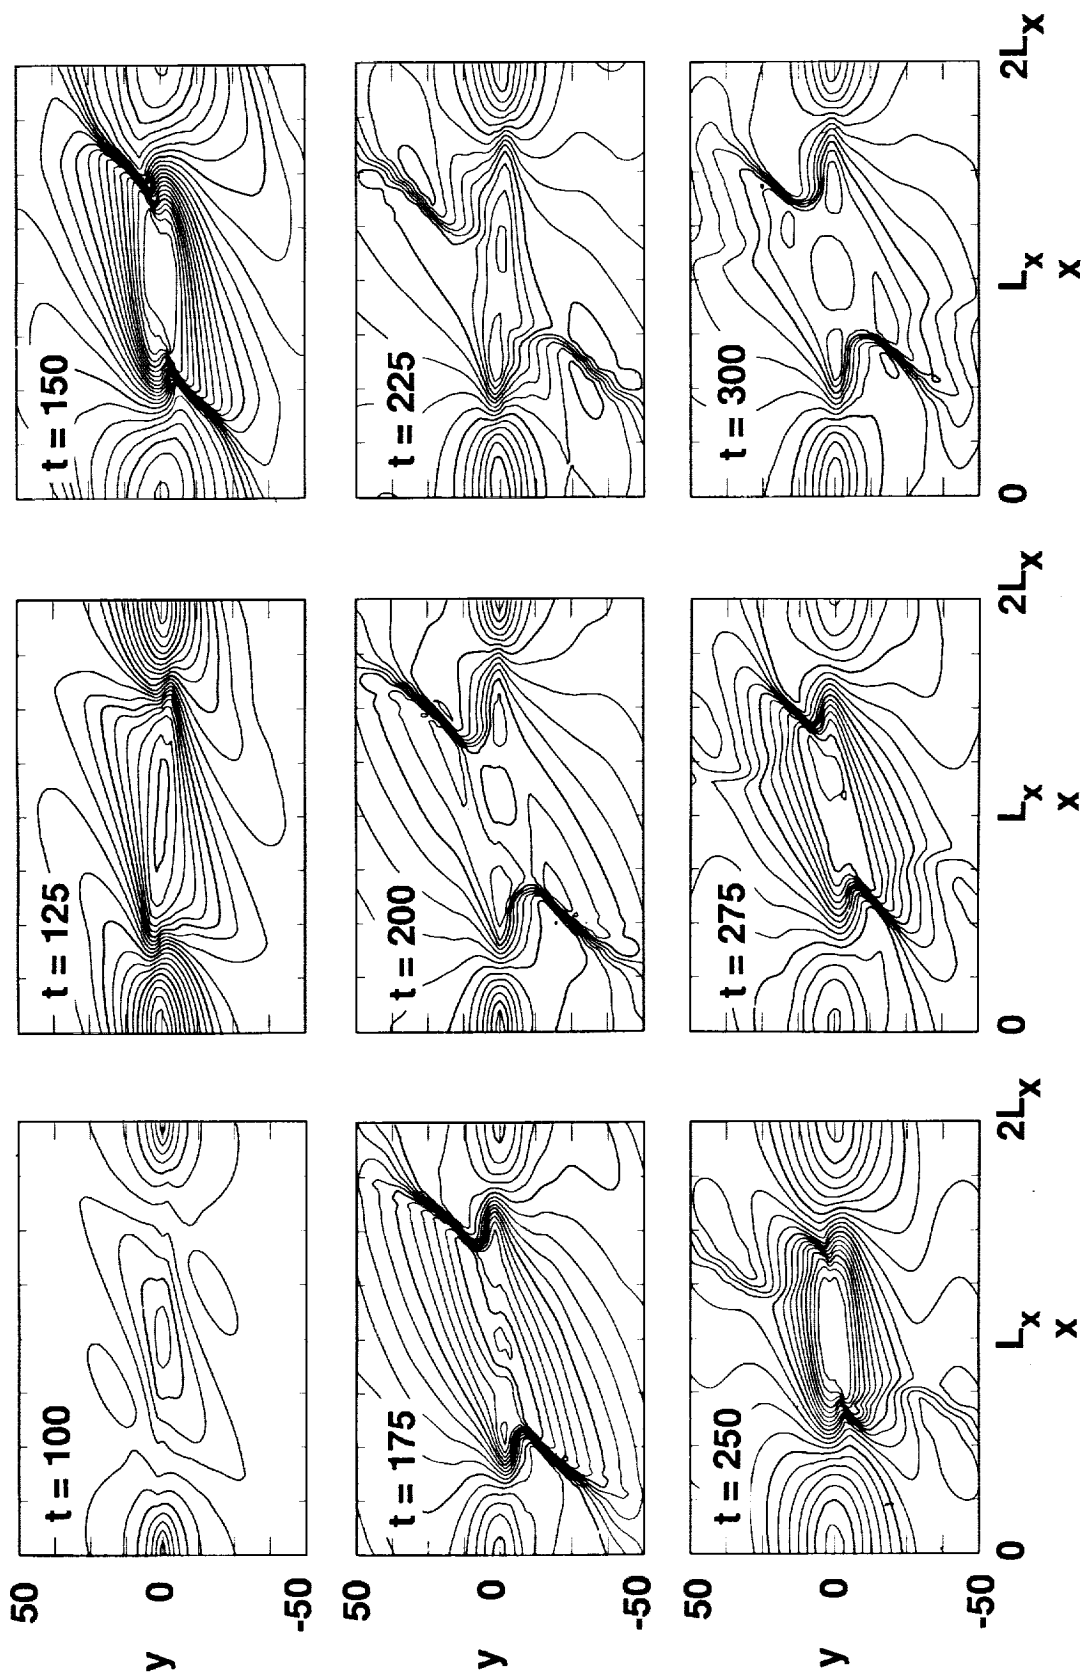 t = 100
t = 125
t = 150
50
0
-50
y
t = 175
t = 200
t = 225
50
0
-50
y
t = 250
t = 275
t = 300
50
0
-50
y
0
Lx
2Lx
0
Lx
2Lx
0
Lx
2Lx
x
x
x